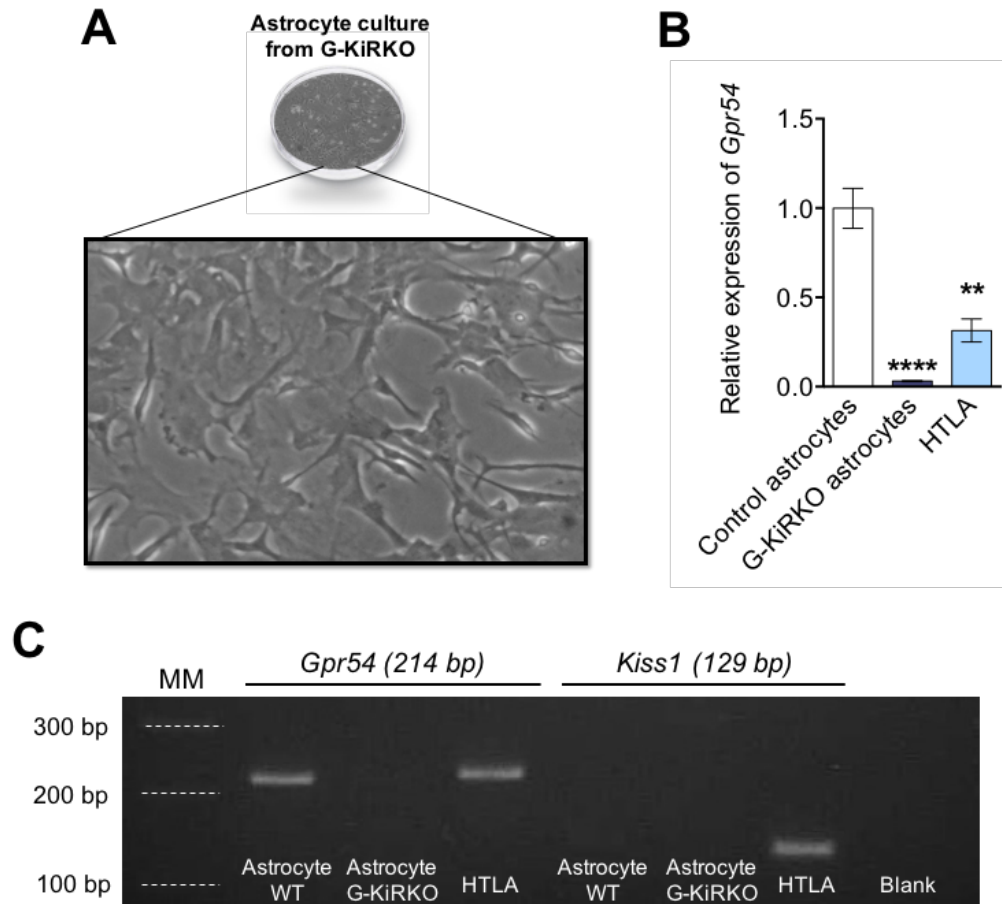 A
Astrocyte culture
from G-KiRKO
B
Relative expression of Gpr54
1.5
1.0
0.5
0.0
****
**
Control astrocytes
G-KiRKO astrocytes
HTLA
C
MM
Gpr54 (214 bp)
Kiss1 (129 bp)
300 bp
200 bp
100 bp
Astrocyte
WT
Astrocyte
G-KiRKO
HTLA
Astrocyte
WT
Astrocyte
G-KiRKO
HTLA
Blank